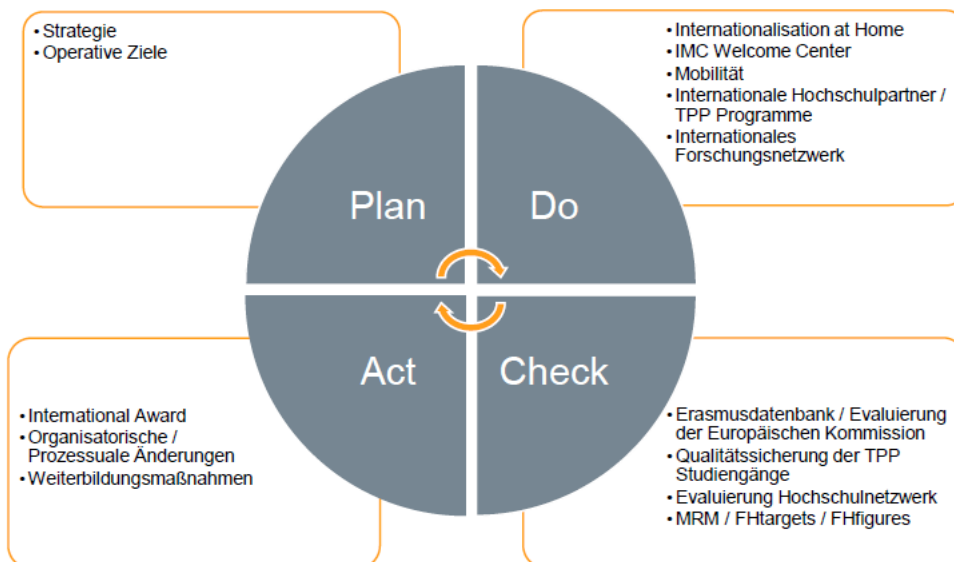 • Strategie
• Operative Ziele
• Internationalisation at Home
• IMC Welcome Center
• Mobilität
• Internationale Hochschulpartner /
TPP Programme
• Internationales
Forschungsnetzwerk
Plan
Do
Act
Check
• International Award
• Organisatorische /
Prozessuale Änderungen
• Weiterbildungsmaßnahmen
• Erasmusdatenbank / Evaluierung
der Europäischen Kommission
• Qualitätssicherung der TPP
Studiengänge
• Evaluierung Hochschulnetzwerk
• MRM / FHtargets / FHfigures